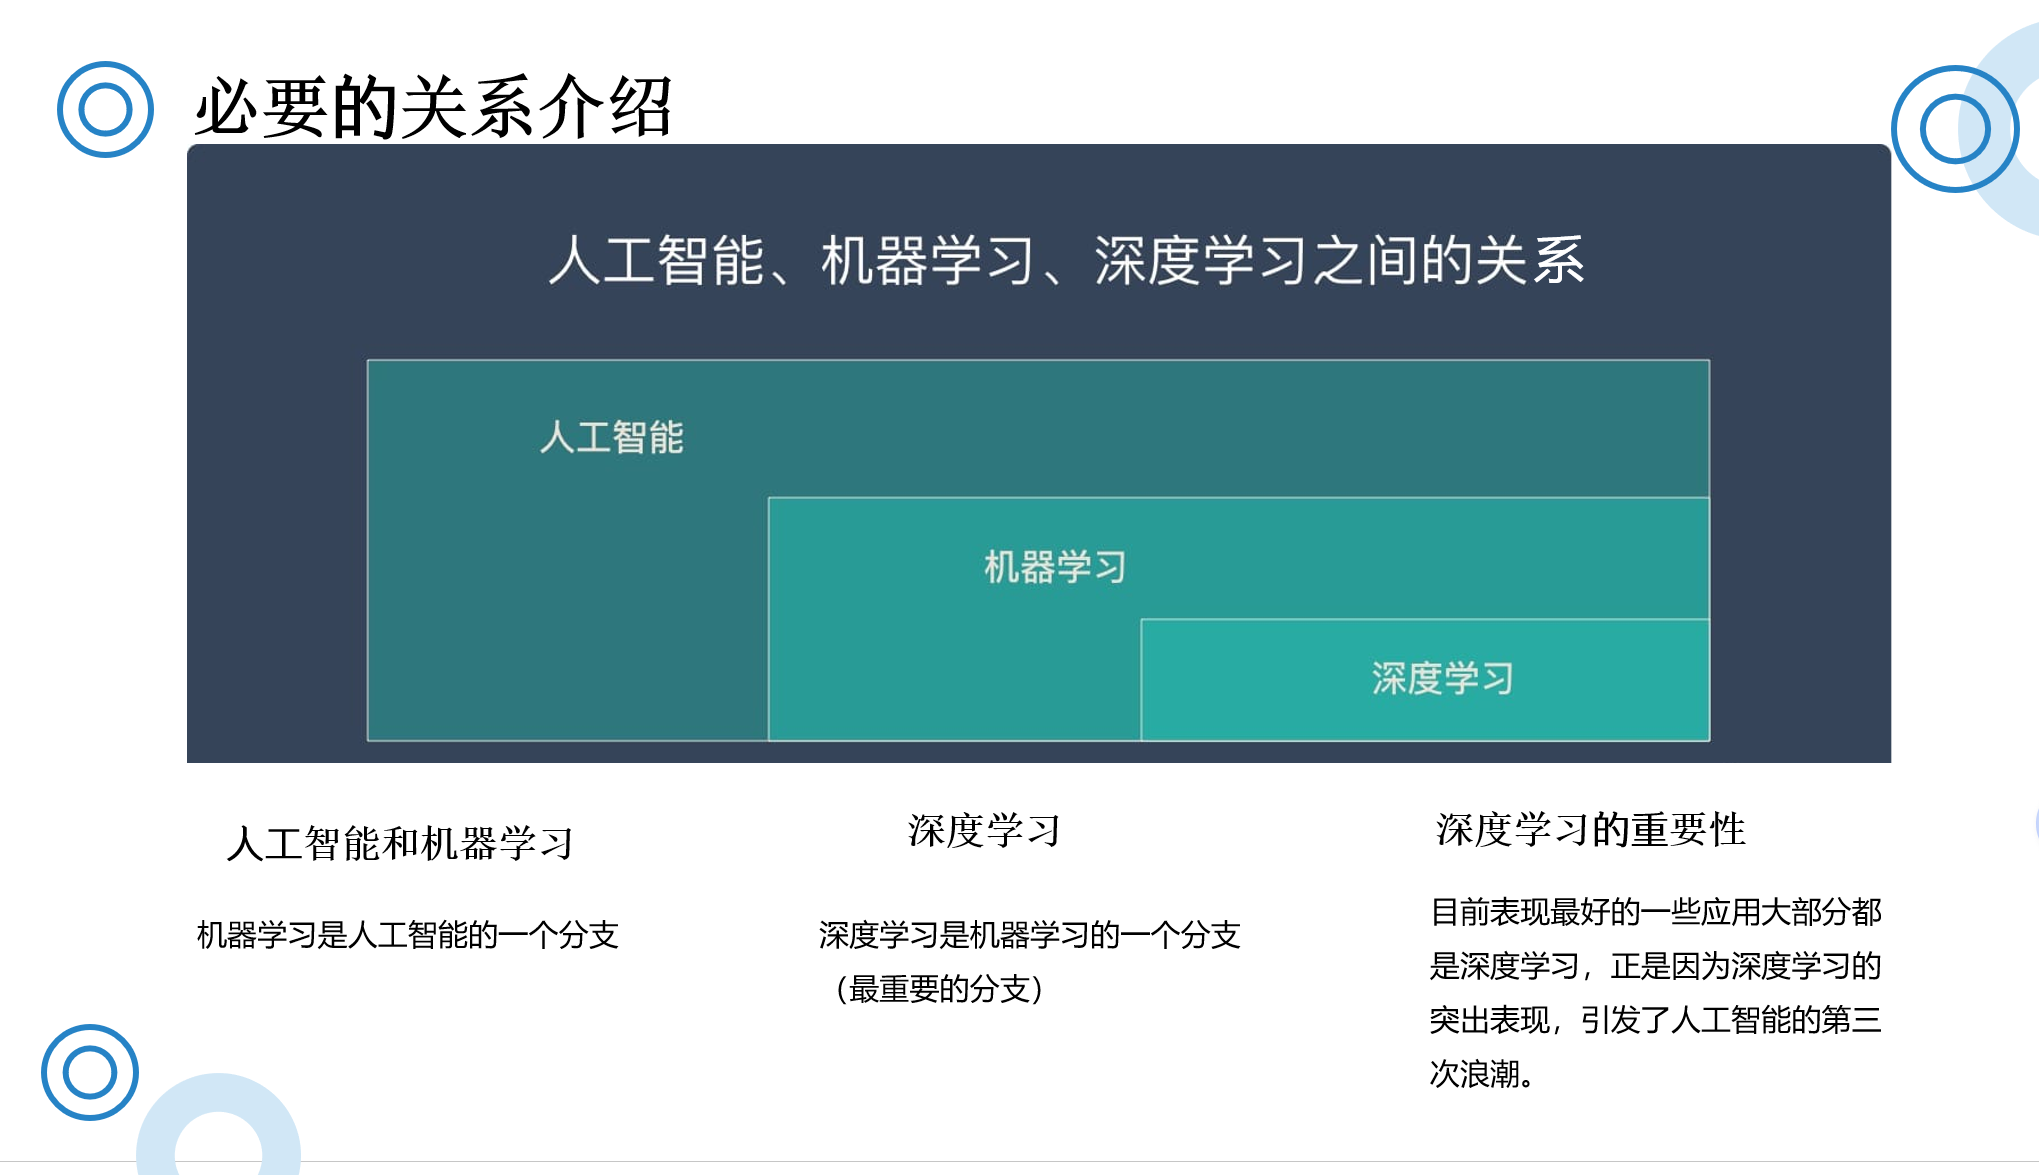 必要的关系介绍
人工智能、机器学习、深度学习之间的关系
人工智能
机器学习
深度学习
人工智能和机器学习
机器学习是人工智能的一个分支
深度学习
深度学习是机器学习的一个分支
（最重要的分支）
深度学习的重要性
目前表现最好的一些应用大部分都
是深度学习，正是因为深度学习的
突出表现，引发了人工智能的第三
次浪潮。